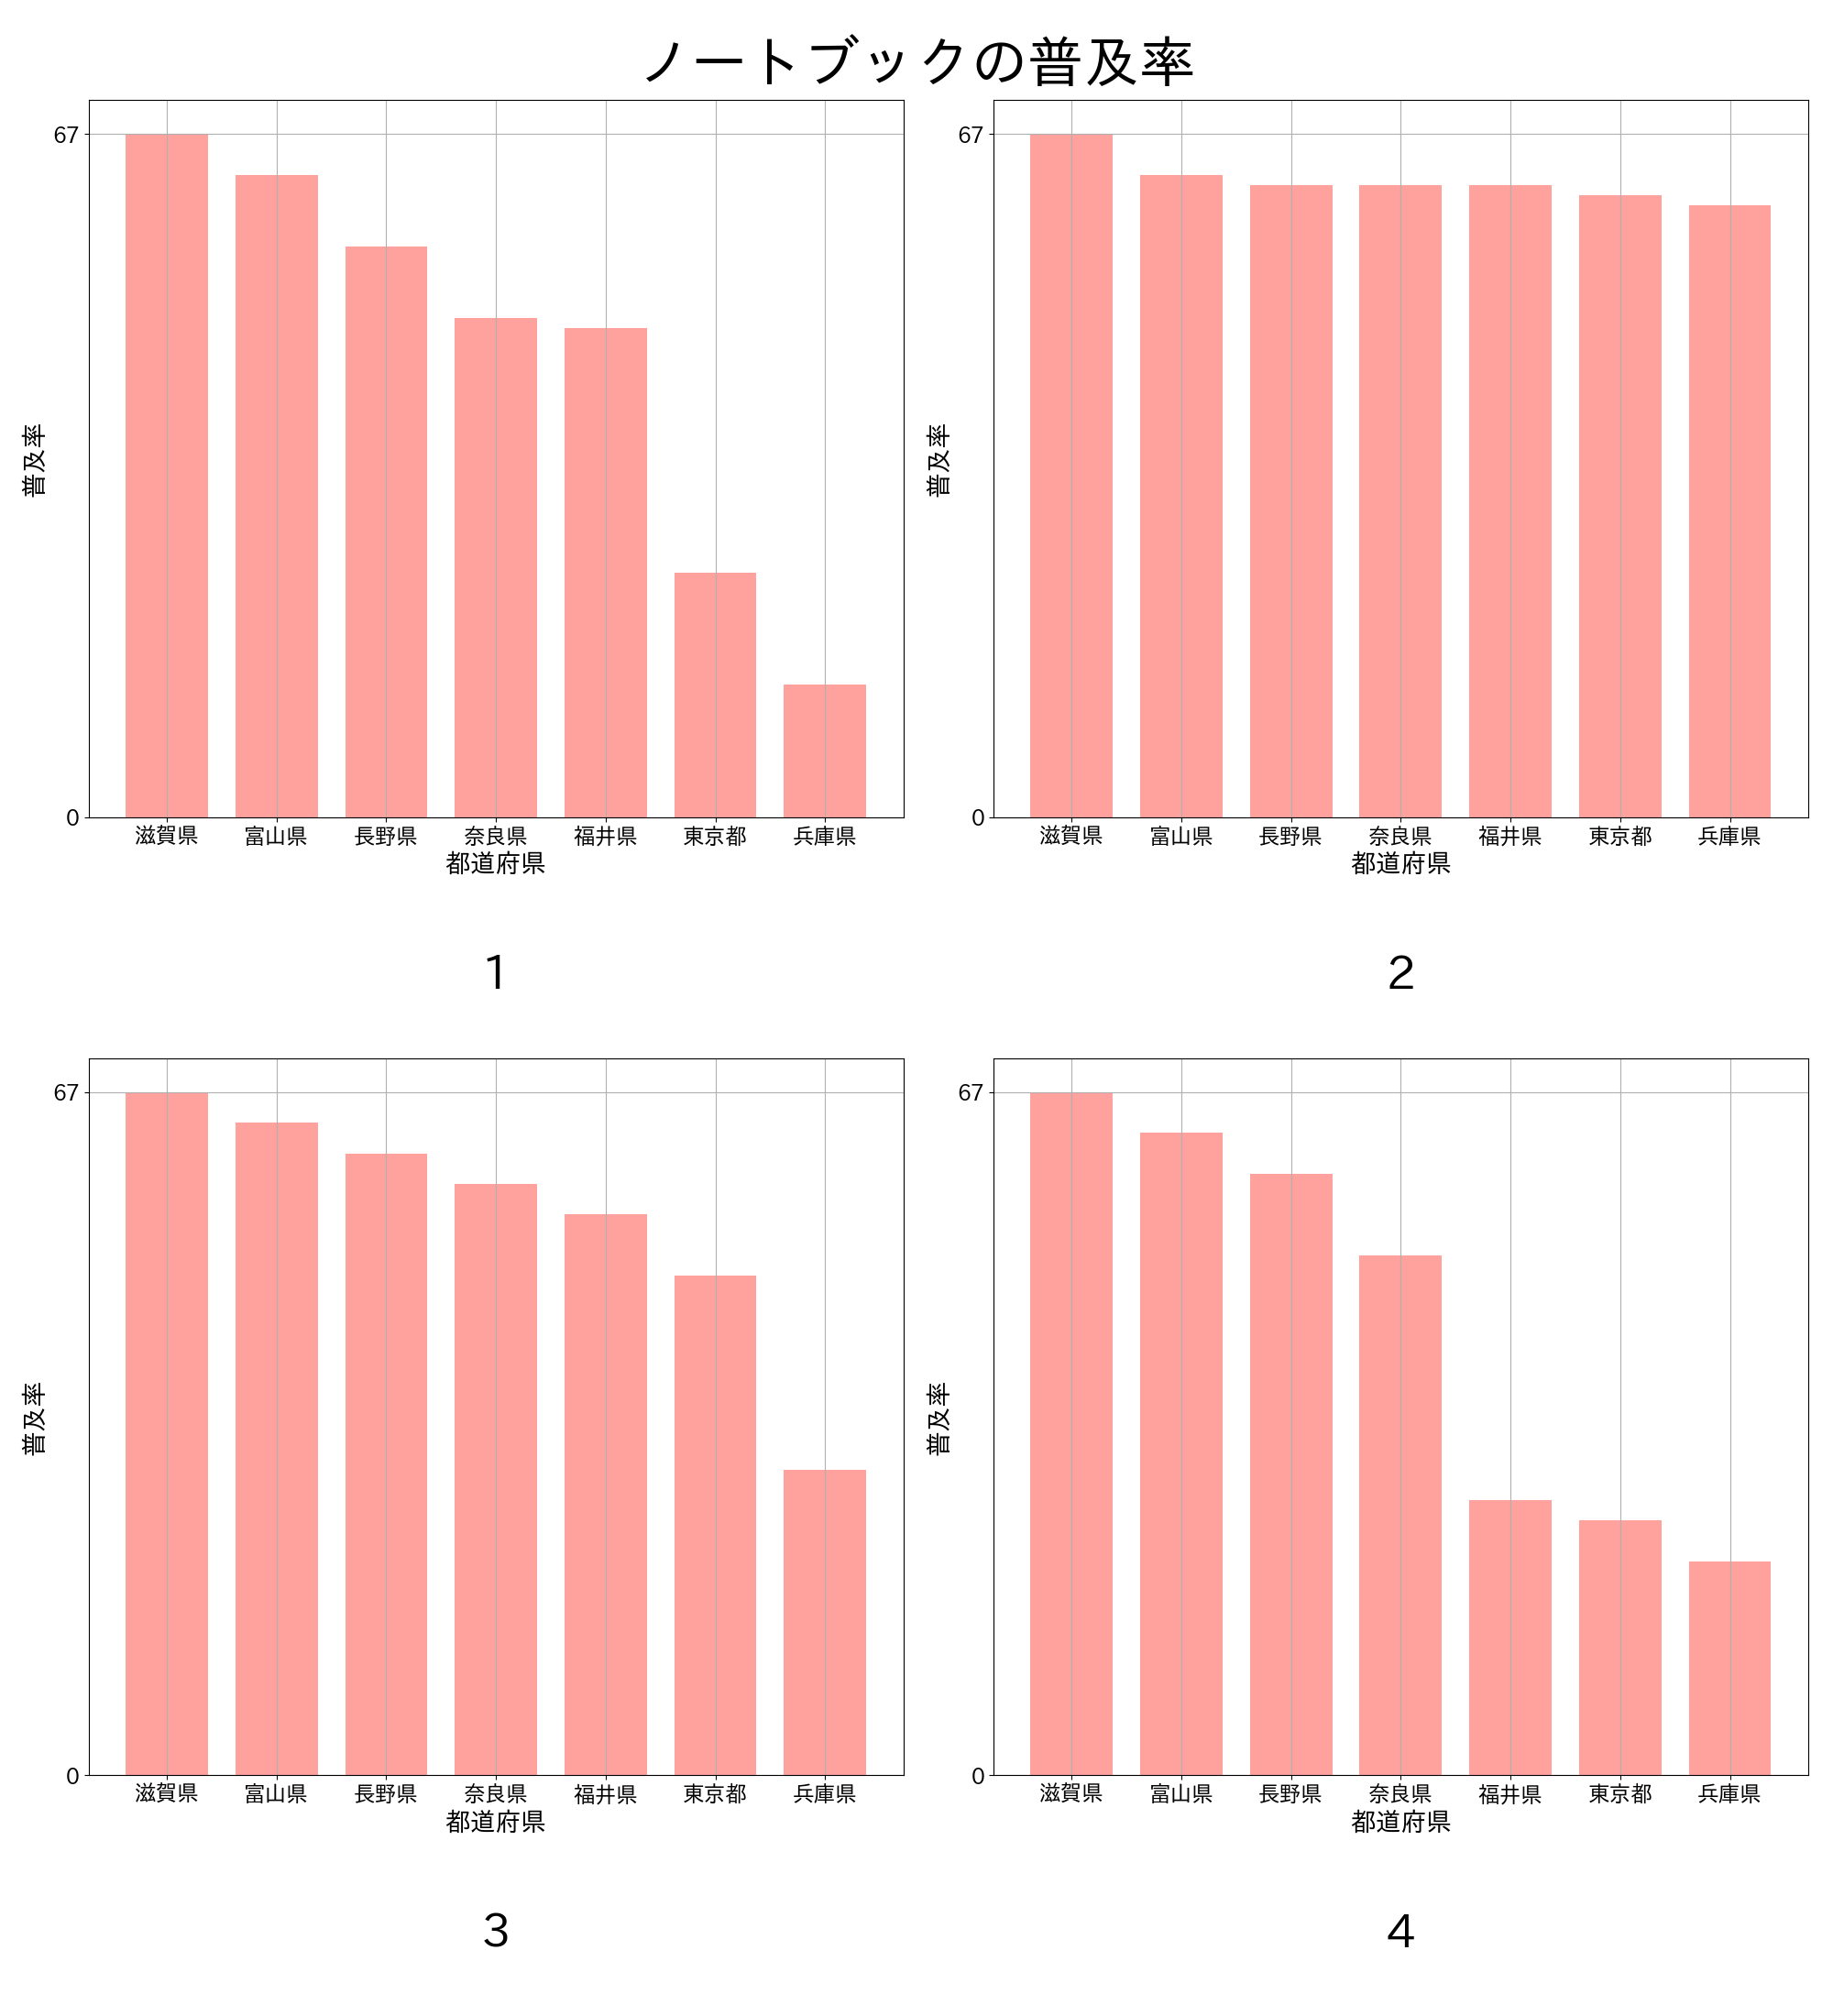 ノートブックの普及率
67
普及率
0
滋賀県 富山県 長野県 奈良県 福井県 東京都 兵庫県
都道府県
1
67
普及率
0
滋賀県 富山県 長野県 奈良県 福井県 東京都 兵庫県
都道府県
2
67
普及率
0
滋賀県 富山県 長野県 奈良県 福井県 東京都 兵庫県
都道府県
3
67
普及率
0
滋賀県 富山県 長野県 奈良県 福井県 東京都 兵庫県
都道府県
4